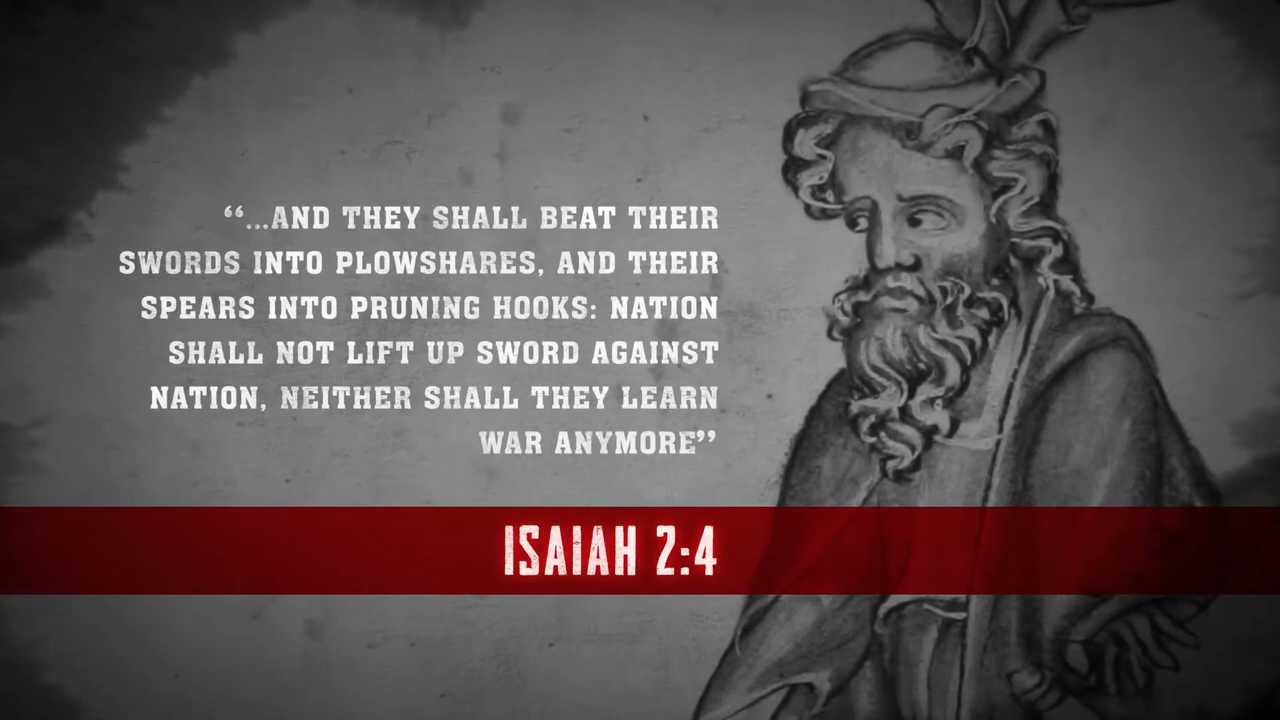 “...AND THEY SHALL BEAT THEIR
SWORDS INTO PLOWSHARES, AND THEIR
SPEARS INTO PRUNING HOOKS: NATION
SHALL NOT LIFT UP SWORD AGAINST
NATION, NEITHER SHALL THEY LEARN
WAR ANYMORE”
ISAIAH 2:4